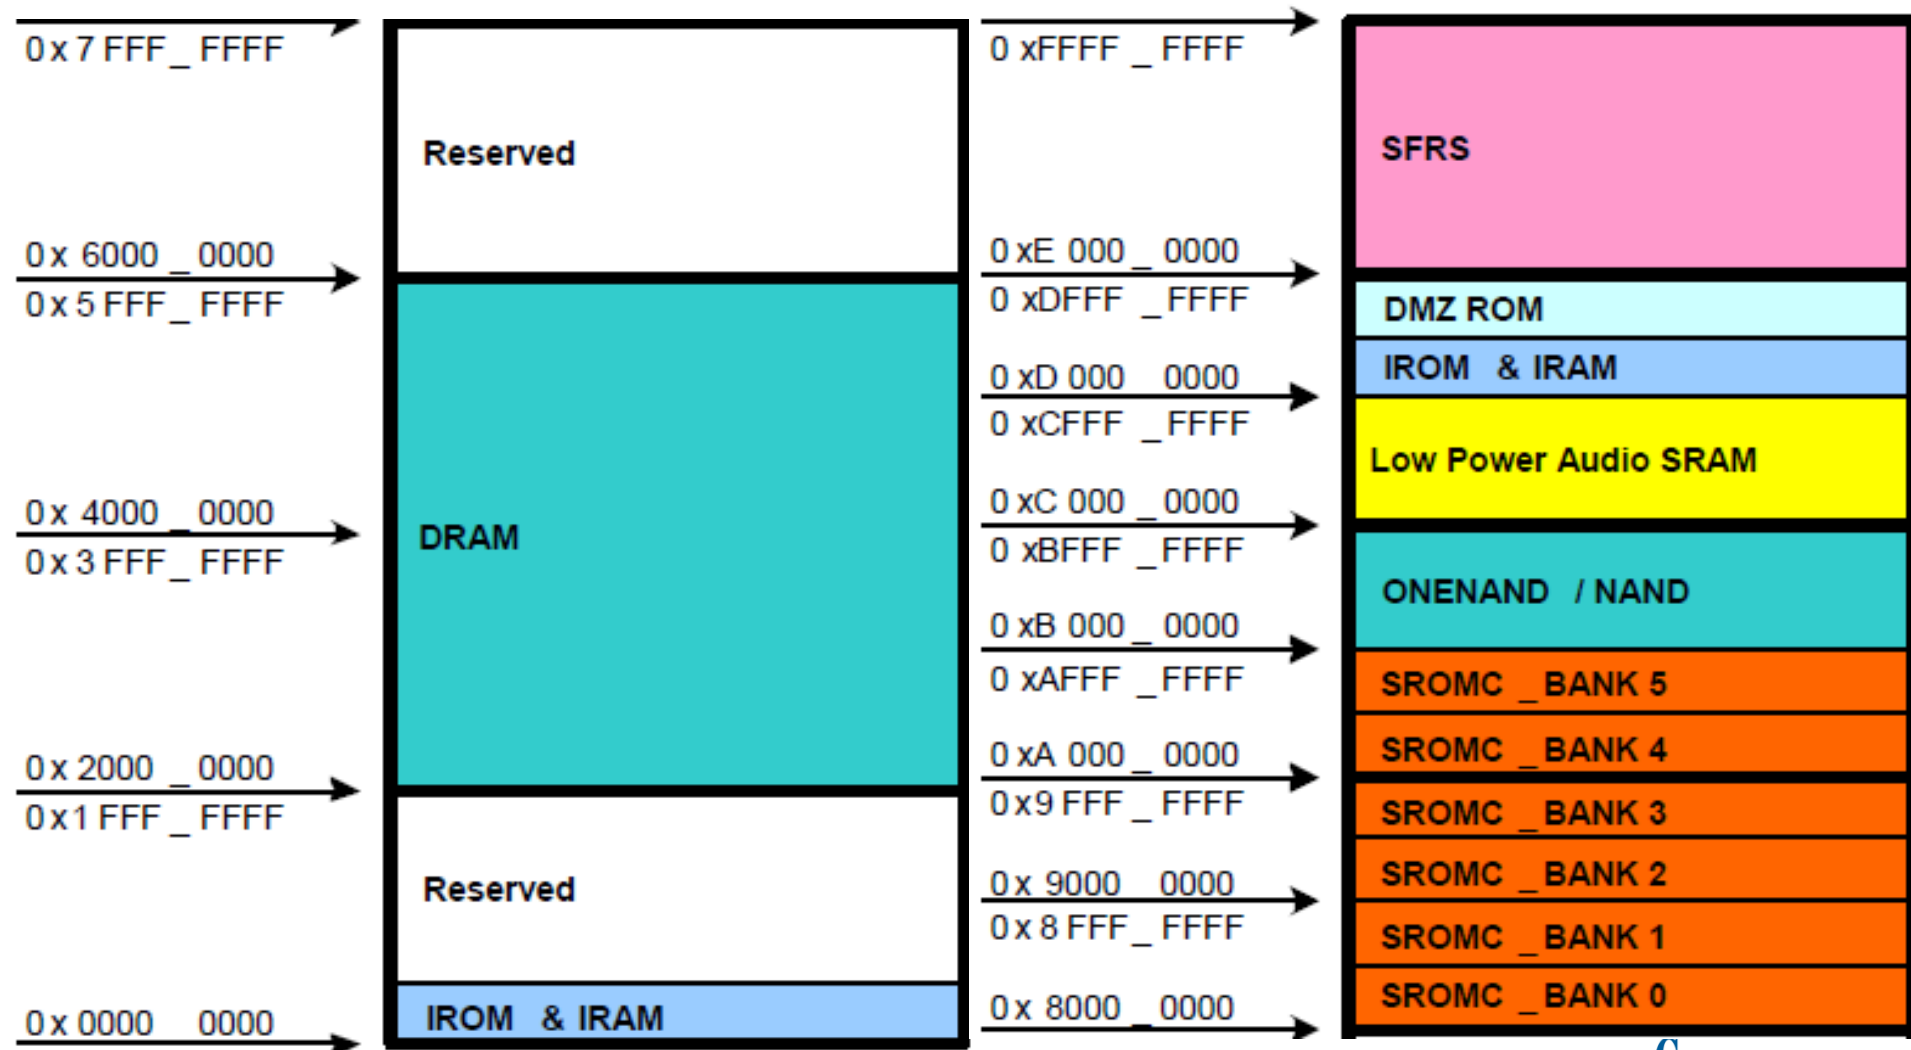 0x7FFF_FFFF
Reserved
0x6000_0000
0x5FFF_FFFF
0x4000_0000
DRAM
0x3FFF_FFFF
0x2000_0000
0x1FFF_FFFF
Reserved
IROM & IRAM
0x0000_0000
0xFFFF_FFFF
SFRS
0xE000_0000
0xDFFF_FFFF
DMZ ROM
IROM & IRAM
0xD000_0000
0xCFFF_FFFF
Low Power Audio SRAM
0xC000_0000
0xBFFF_FFFF
ONENAND / NAND
0xB000_0000
0xAFFF_FFFF
SROMC_BANK 5
SROMC_BANK 4
0xA000_0000
0x9FFF_FFFF
SROMC_BANK 3
SROMC_BANK 2
0x9000_0000
0x8FFF_FFFF
SROMC_BANK 1
SROMC_BANK 0
0x8000_0000